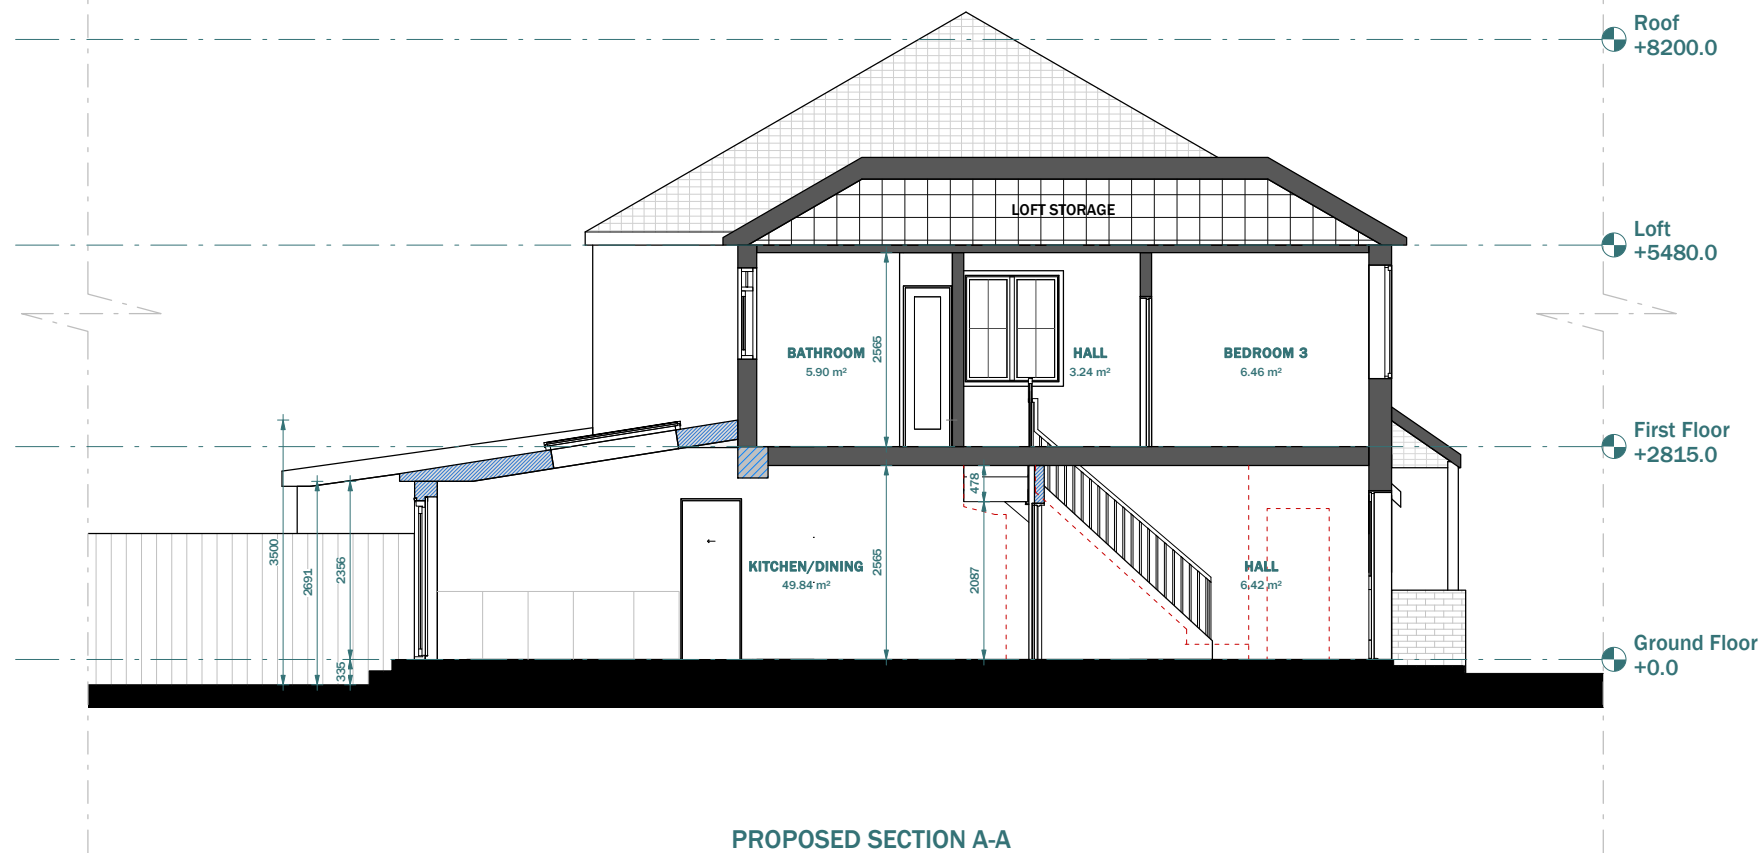 Roof
+8200.0
LOFT STORAGE
Loft
+5480.0
BATHROOM
5.90 m²
2565
HALL
3.24 m²
BEDROOM 3
6.46 m²
First Floor
+2815.0
478
3500
2691
2356
KITCHEN/DINING
49.84 m²
2565
2087
HALL
6.42 m²
335
Ground Floor
+0.0
PROPOSED SECTION A-A